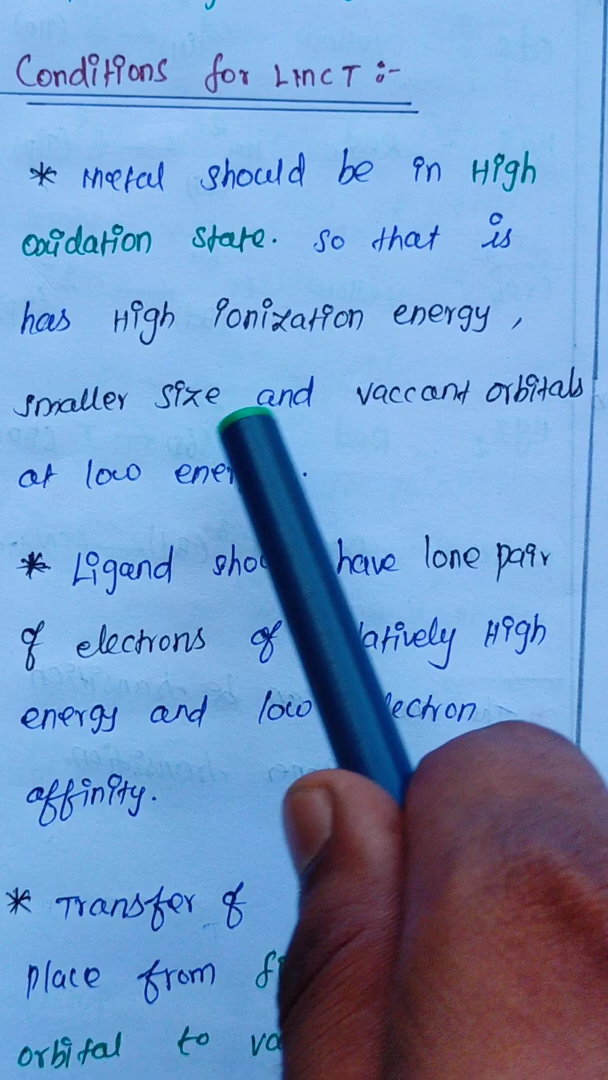 Conditions for LMCT :-
* Metal should be in High
oxidation state. so that is
has High ionization energy,
smaller size and vaccant orbitals
at low
* Ligand have lone pair
of electrons of High
energy and low
affinity.
* Transfer of
place from
orbital to